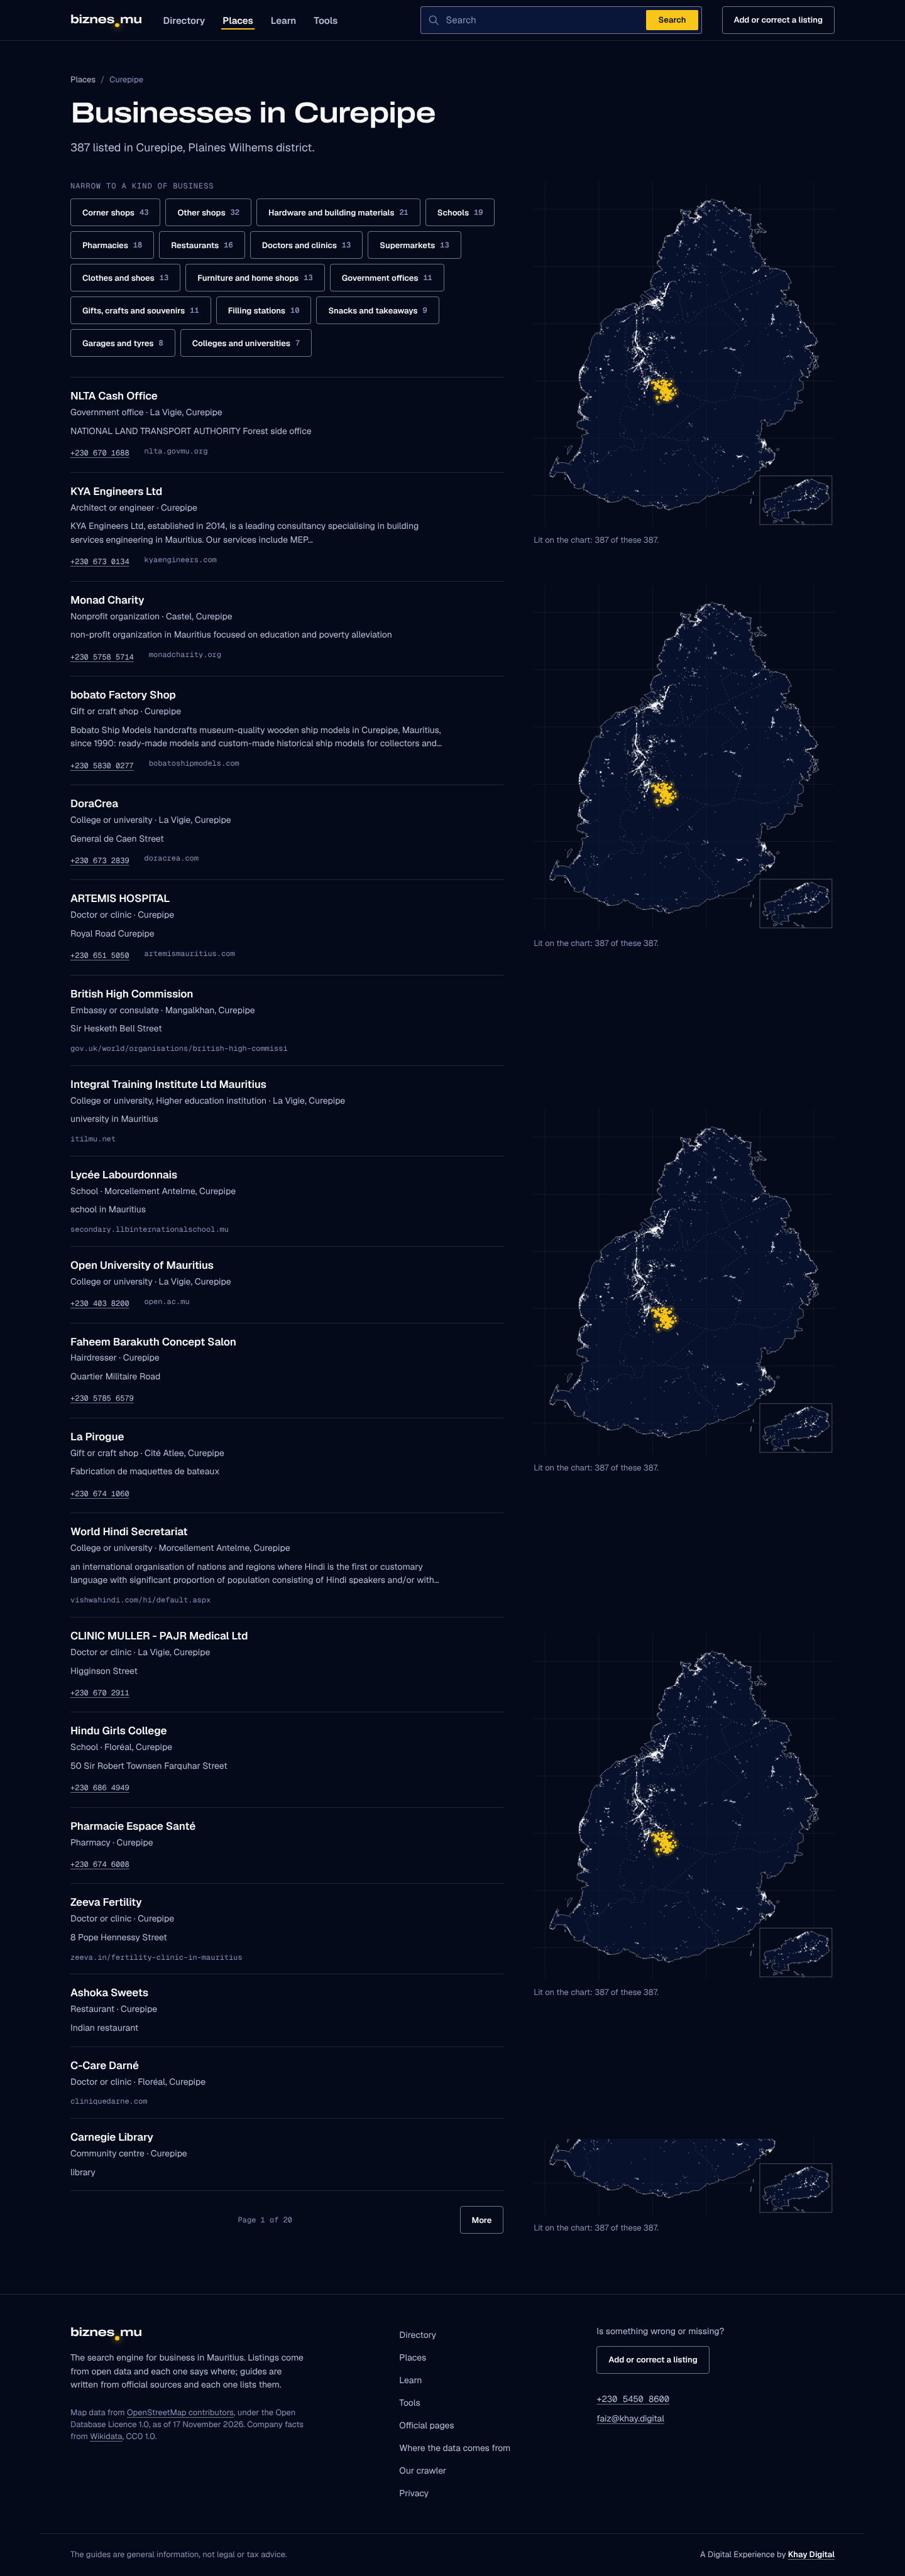 biznes.mu
Directory
Places
Learn
Tools
Search
Search
Add or correct a listing
Places / Curepipe
Businesses in Curepipe
387 listed in Curepipe, Plaines Wilhems district.
NARROW TO A KIND OF BUSINESS
Corner shops 43
Other shops 32
Hardware and building materials 21
Schools 19
Pharmacies 18
Restaurants 16
Doctors and clinics 13
Supermarkets 13
Clothes and shoes 13
Furniture and home shops 13
Government offices 11
Gifts, crafts and souvenirs 11
Filling stations 10
Snacks and takeaways 9
Garages and tyres 8
Colleges and universities 7
NLTA Cash Office
Government office · La Vigie, Curepipe
NATIONAL LAND TRANSPORT AUTHORITY Forest side office
+230 670 1688 nlta.govmu.org
KYA Engineers Ltd
Architect or engineer · Curepipe
KYA Engineers Ltd, established in 2014, is a leading consultancy specialising in building
services engineering in Mauritius. Our services include MEP…
+230 673 0134 kyaengineers.com
Lit on the chart: 387 of these 387.
Monad Charity
Nonprofit organization · Castel, Curepipe
non-profit organization in Mauritius focused on education and poverty alleviation
+230 5758 5714 monadcharity.org
bobato Factory Shop
Gift or craft shop · Curepipe
Bobato Ship Models handcrafts museum-quality wooden ship models in Curepipe, Mauritius,
since 1990: ready-made models and custom-made historical ship models for collectors and…
+230 5830 0277 bobatoshipmodels.com
DoraCrea
College or university · La Vigie, Curepipe
General de Caen Street
+230 673 2839 doracrea.com
ARTEMIS HOSPITAL
Doctor or clinic · Curepipe
Royal Road Curepipe
+230 651 5050 artemismauritius.com
Lit on the chart: 387 of these 387.
British High Commission
Embassy or consulate · Mangalkhan, Curepipe
Sir Hesketh Bell Street
gov.uk/world/organisations/british-high-commissi
Integral Training Institute Ltd Mauritius
College or university, Higher education institution · La Vigie, Curepipe
university in Mauritius
itilmu.net
Lycée Labourdonnais
School · Morcellement Antelme, Curepipe
school in Mauritius
secondary.llbinternationalschool.mu
Open University of Mauritius
College or university · La Vigie, Curepipe
+230 403 8200 open.ac.mu
Faheem Barakuth Concept Salon
Hairdresser · Curepipe
Quartier Militaire Road
+230 5785 6579
La Pirogue
Gift or craft shop · Cité Atlee, Curepipe
Fabrication de maquettes de bateaux
+230 674 1060
Lit on the chart: 387 of these 387.
World Hindi Secretariat
College or university · Morcellement Antelme, Curepipe
an international organisation of nations and regions where Hindi is the first or customary
language with significant proportion of population consisting of Hindi speakers and/or with…
vishwahindi.com/hi/default.aspx
CLINIC MULLER - PAJR Medical Ltd
Doctor or clinic · La Vigie, Curepipe
Higginson Street
+230 670 2911
Hindu Girls College
School · Floréal, Curepipe
50 Sir Robert Townsen Farquhar Street
+230 686 4949
Pharmacie Espace Santé
Pharmacy · Curepipe
+230 674 6008
Zeeva Fertility
Doctor or clinic · Curepipe
8 Pope Hennessy Street
zeeva.in/fertility-clinic-in-mauritius
Ashoka Sweets
Restaurant · Curepipe
Indian restaurant
Lit on the chart: 387 of these 387.
C-Care Darné
Doctor or clinic · Floréal, Curepipe
cliniquedarne.com
Carnegie Library
Community centre · Curepipe
library
Page 1 of 20
More
Lit on the chart: 387 of these 387.
biznes.mu
The search engine for business in Mauritius. Listings come
from open data and each one says where; guides are
written from official sources and each one lists them.
Map data from OpenStreetMap contributors, under the Open
Database Licence 1.0, as of 17 November 2026. Company facts
from Wikidata, CC0 1.0.
Directory
Places
Learn
Tools
Official pages
Where the data comes from
Our crawler
Privacy
Is something wrong or missing?
Add or correct a listing
+230 5450 8600
faiz@khay.digital
The guides are general information, not legal or tax advice.
A Digital Experience by Khay Digital